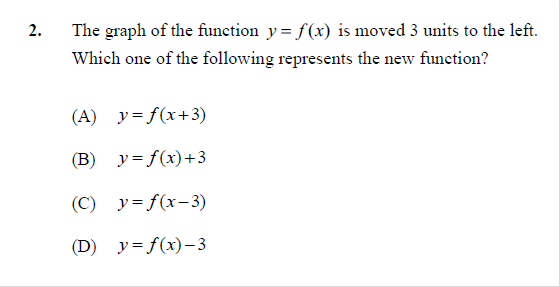 2. The graph of the function y = f(x) is moved 3 units to the left.
Which one of the following represents the new function?
(A) y = f(x+3)
(B) y = f(x)+3
(C) y = f(x−3)
(D) y = f(x)−3